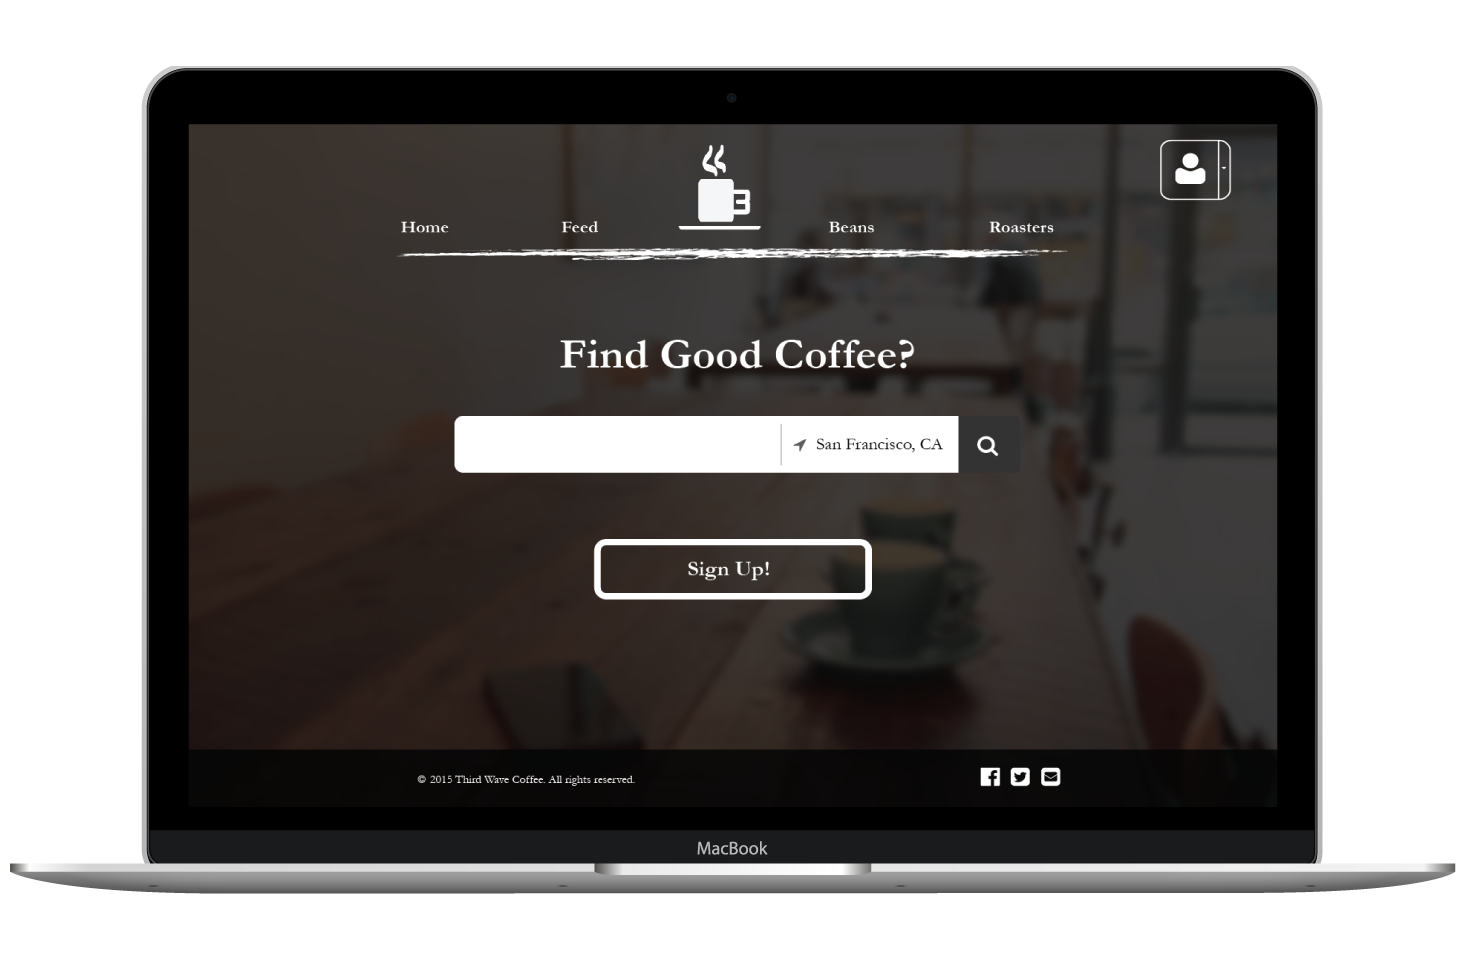 Home Feed Beans Roasters
Find Good Coffee?
San Francisco, CA
Sign Up!
© 2015 Third Wave Coffee. All rights reserved.
MacBook